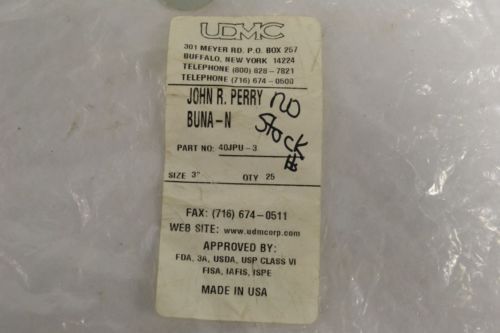 UDMC
301 MEYER RD. P.O. BOX 257
BUFFALO, NEW YORK 14224
TELEPHONE (800) 828-7821
TELEPHONE (716) 674-0500
JOHN R. PERRY
BUNA-N
no
Stock
#
PART NO: 40JPU-3
SIZE 3" QTY 25
FAX: (716) 674-0511
WEB SITE: www.udmcorp.com
APPROVED BY:
FDA, 3A, USDA, USP CLASS VI
FISA, IAFIS, ISPE
MADE IN USA